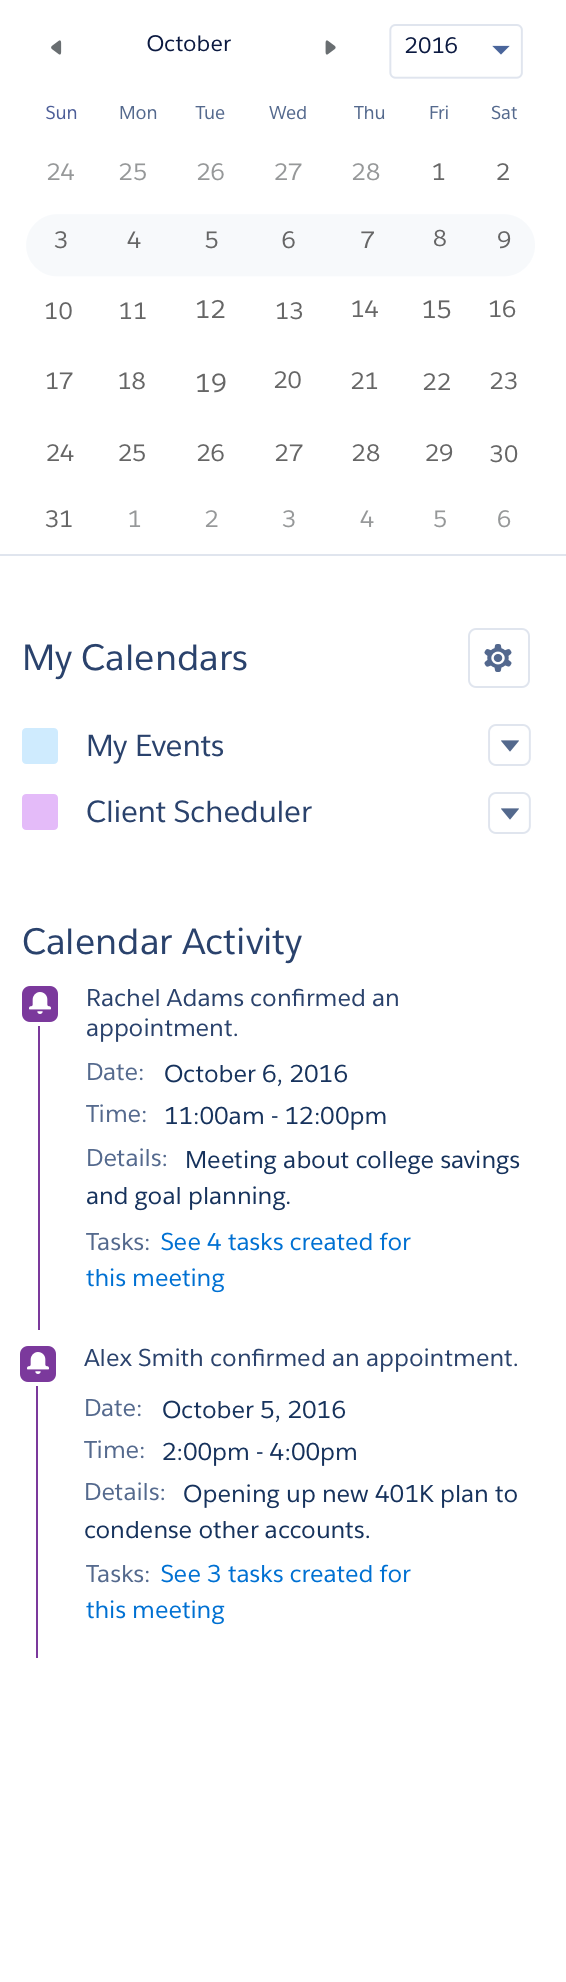 October 2016
Sun Mon Tue Wed Thu Fri Sat
24 25 26 27 28 1 2
3 4 5 6 7 8 9
10 11 12 13 14 15 16
17 18 19 20 21 22 23
24 25 26 27 28 29 30
31 1 2 3 4 5 6
My Calendars
My Events
Client Scheduler
Calendar Activity
Rachel Adams confirmed an
appointment.
Date: October 6, 2016
Time: 11:00am - 12:00pm
Details: Meeting about college savings
and goal planning.
Tasks: See 4 tasks created for
this meeting
Alex Smith confirmed an appointment.
Date: October 5, 2016
Time: 2:00pm - 4:00pm
Details: Opening up new 401K plan to
condense other accounts.
Tasks: See 3 tasks created for
this meeting